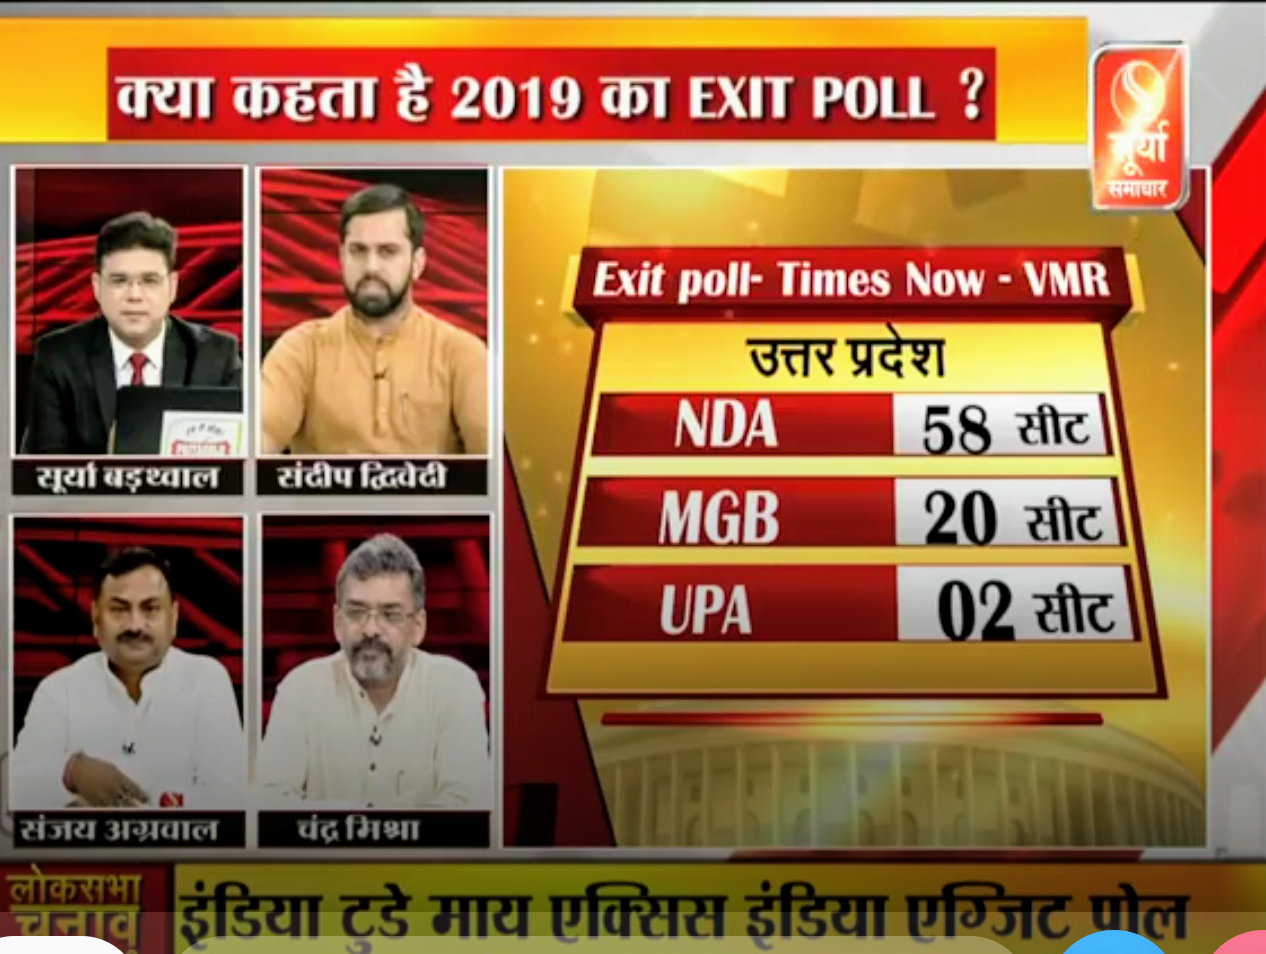 क्या कहता है 2019 का EXIT POLL ?
सूर्या
समाचार
Exit poll- Times Now - VMR
उत्तर प्रदेश
NDA 58 सीट
MGB 20 सीट
UPA 02 सीट
सूर्या बड़थ्वाल
संदीप द्विवेदी
संजय अग्रवाल
चंद्र मिश्रा
लोकसभा
चुनाव
इंडिया टुडे माय एक्सिस इंडिया एग्जिट पोल